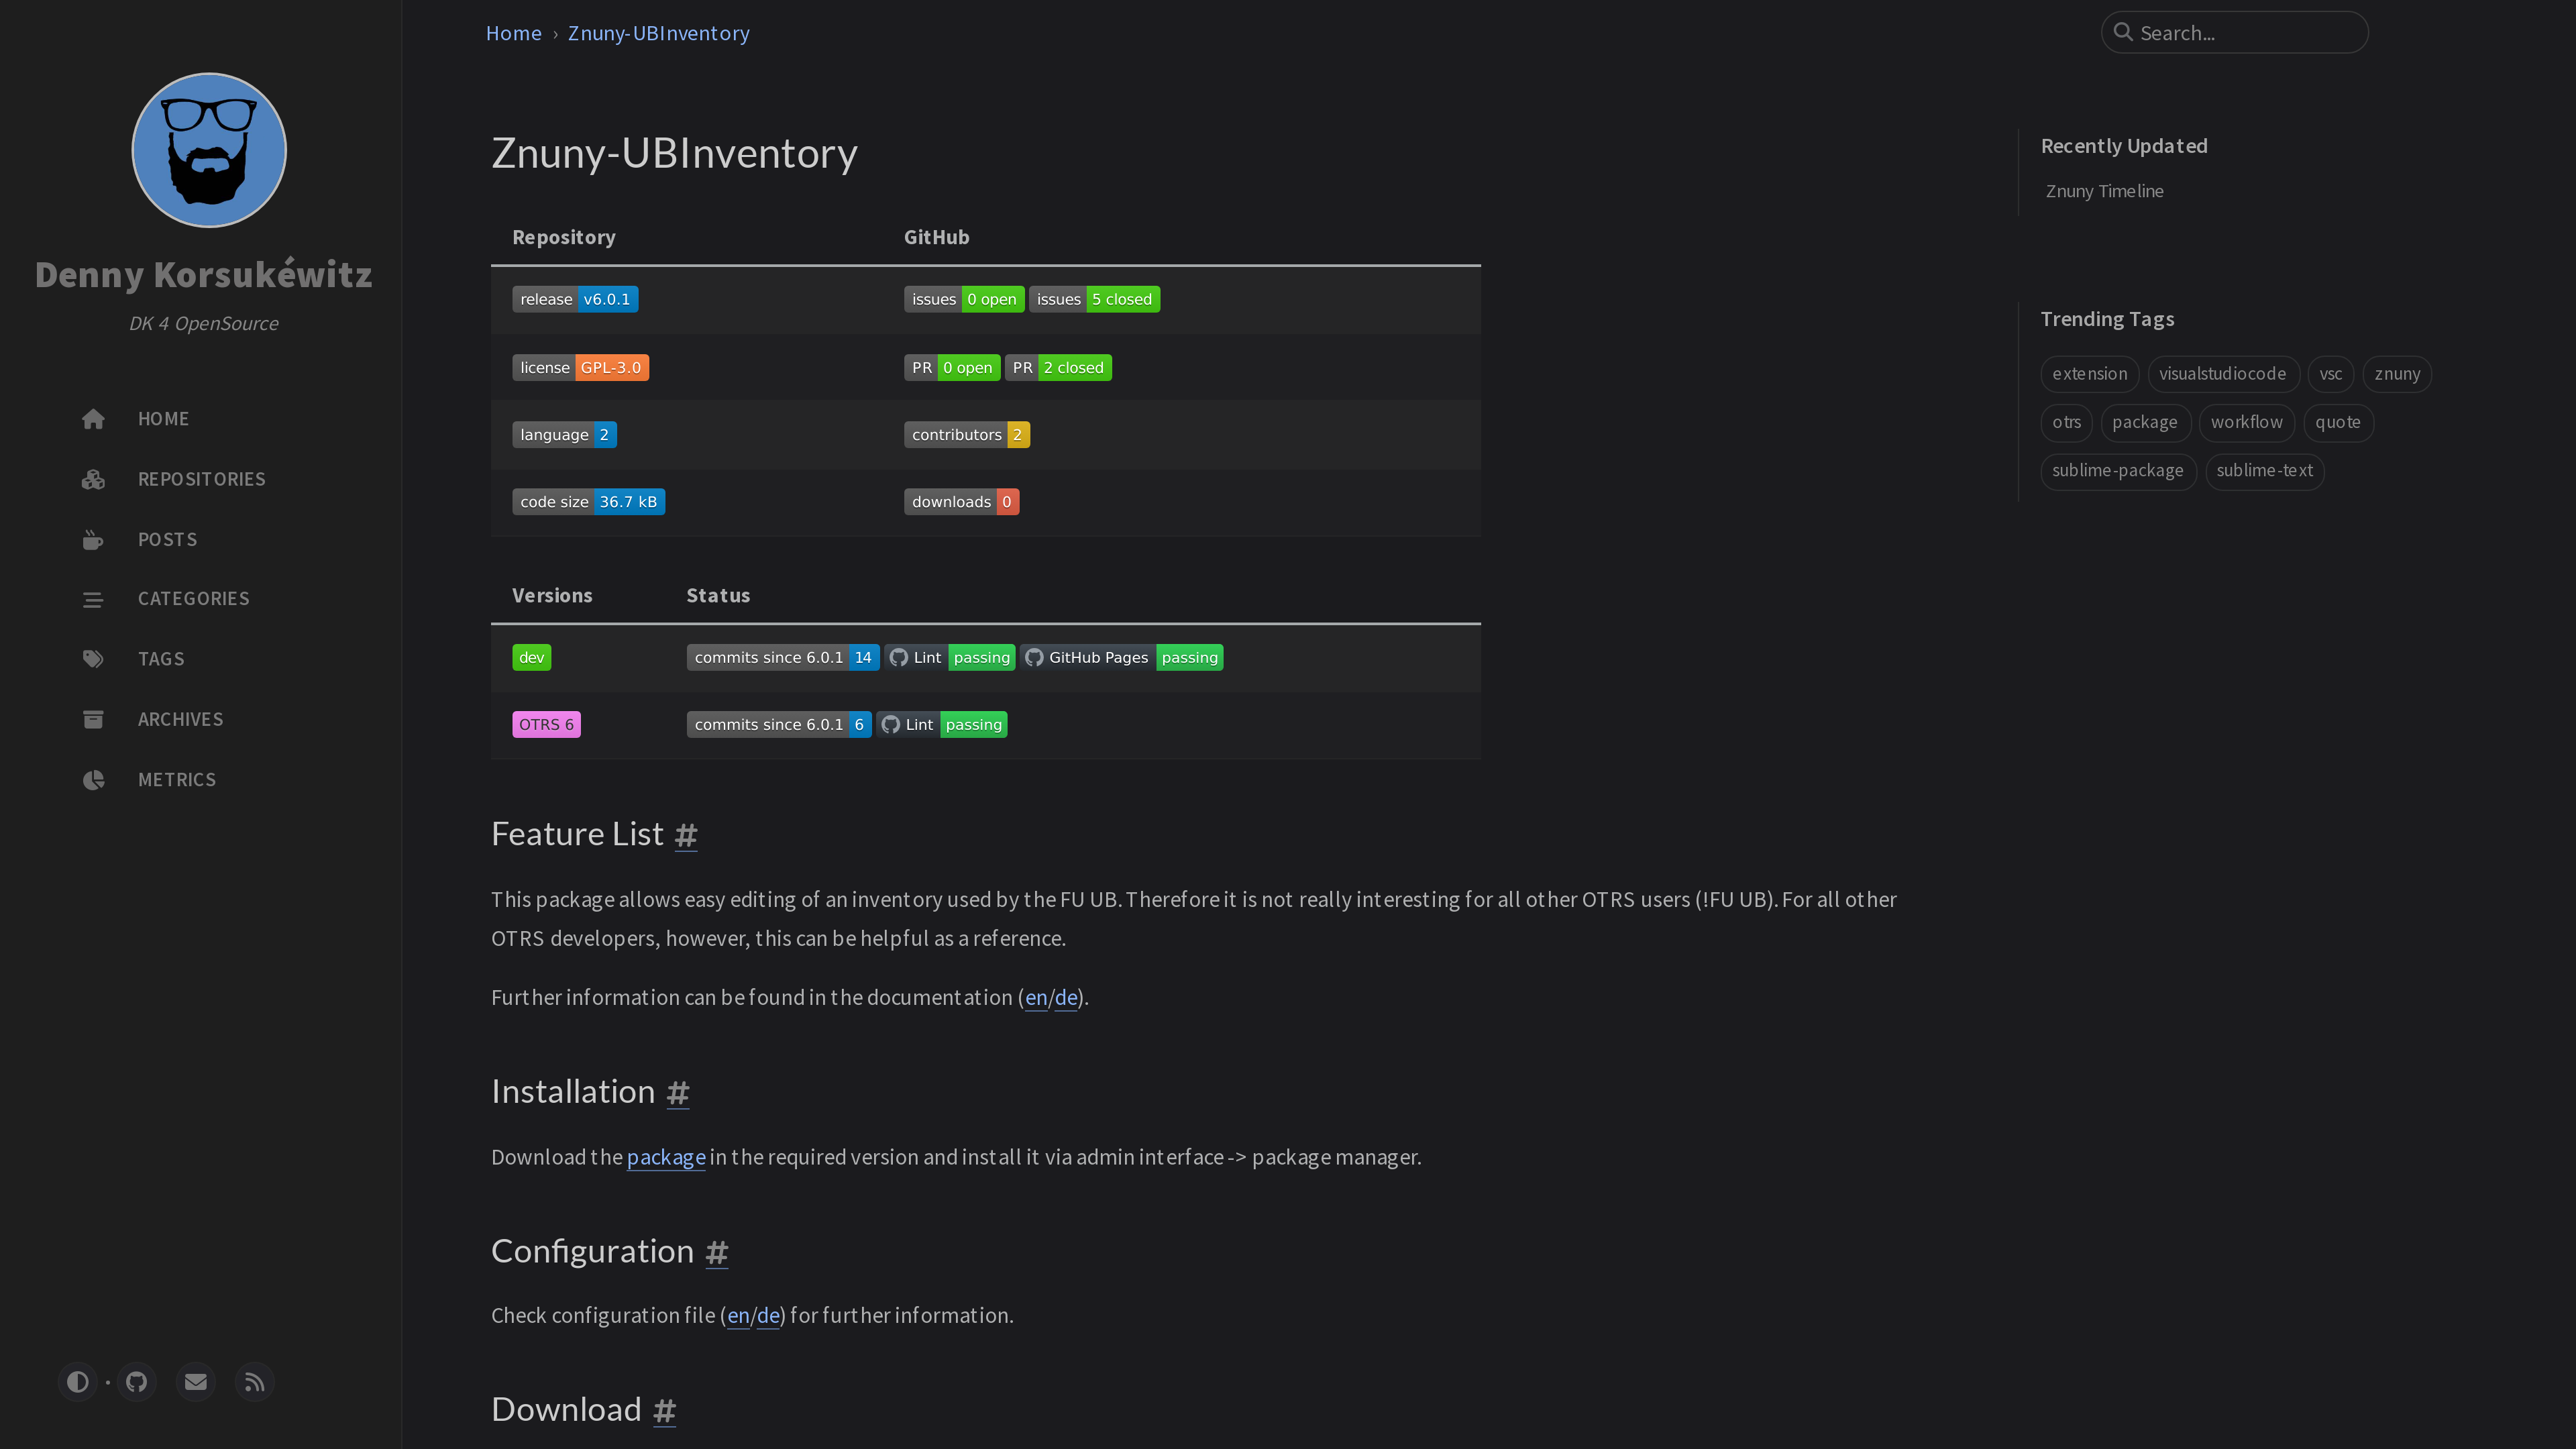 Denny Korsukéwitz
DK 4 OpenSource
HOME
REPOSITORIES
POSTS
CATEGORIES
TAGS
ARCHIVES
METRICS
Home › Znuny-UBInventory
Search...
Znuny-UBInventory
Repository GitHub
release v6.0.1 issues 0 open issues 5 closed
license GPL-3.0 PR 0 open PR 2 closed
language 2 contributors 2
code size 36.7 kB downloads 0
Versions Status
dev commits since 6.0.1 14 Lint passing GitHub Pages passing
OTRS 6 commits since 6.0.1 6 Lint passing
Feature List #
This package allows easy editing of an inventory used by the FU UB. Therefore it is not really interesting for all other OTRS users (!FU UB). For all other
OTRS developers, however, this can be helpful as a reference.
Further information can be found in the documentation (en/de).
Installation #
Download the package in the required version and install it via admin interface -> package manager.
Configuration #
Check configuration file (en/de) for further information.
Download #
Recently Updated
Znuny Timeline
Trending Tags
extension visualstudiocode vsc znuny
otrs package workflow quote
sublime-package sublime-text